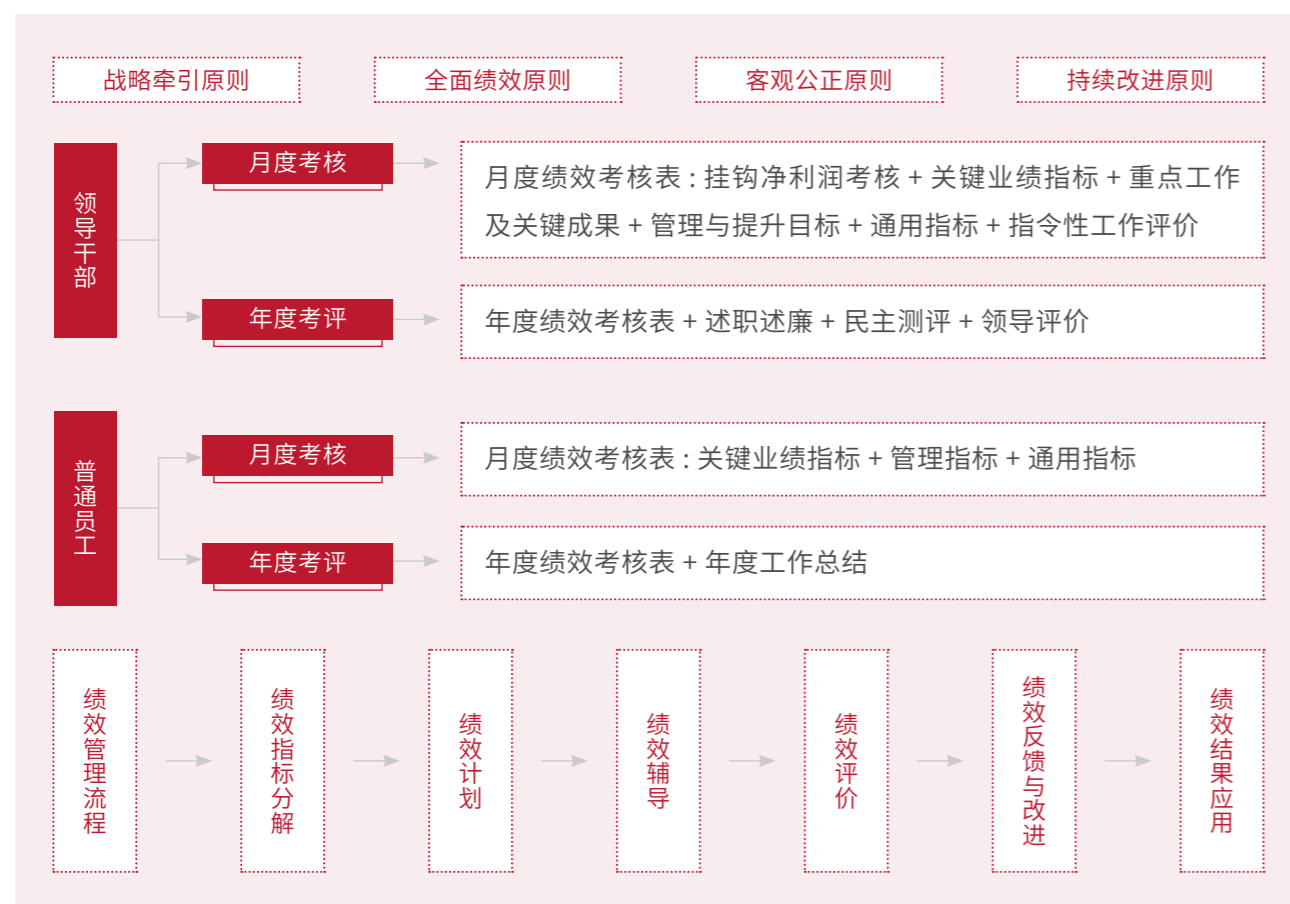 战略牵引原则
全面绩效原则
客观公正原则
持续改进原则
领导干部
月度考核
月度绩效考核表 : 挂钩净利润考核 + 关键业绩指标 + 重点工作
及关键成果 + 管理与提升目标 + 通用指标 + 指令性工作评价
年度考评
年度绩效考核表 + 述职述廉 + 民主测评 + 领导评价
普通员工
月度考核
月度绩效考核表 : 关键业绩指标 + 管理指标 + 通用指标
年度考评
年度绩效考核表 + 年度工作总结
绩效管理流程
绩效指标分解
绩效计划
绩效辅导
绩效评价
绩效反馈与改进
绩效结果应用